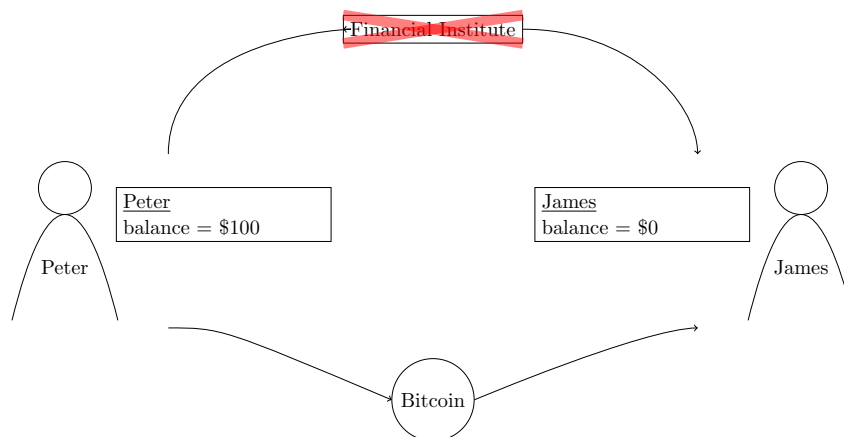 Financial Institute
Peter
balance = $100
James
balance = $0
Peter
James
Bitcoin